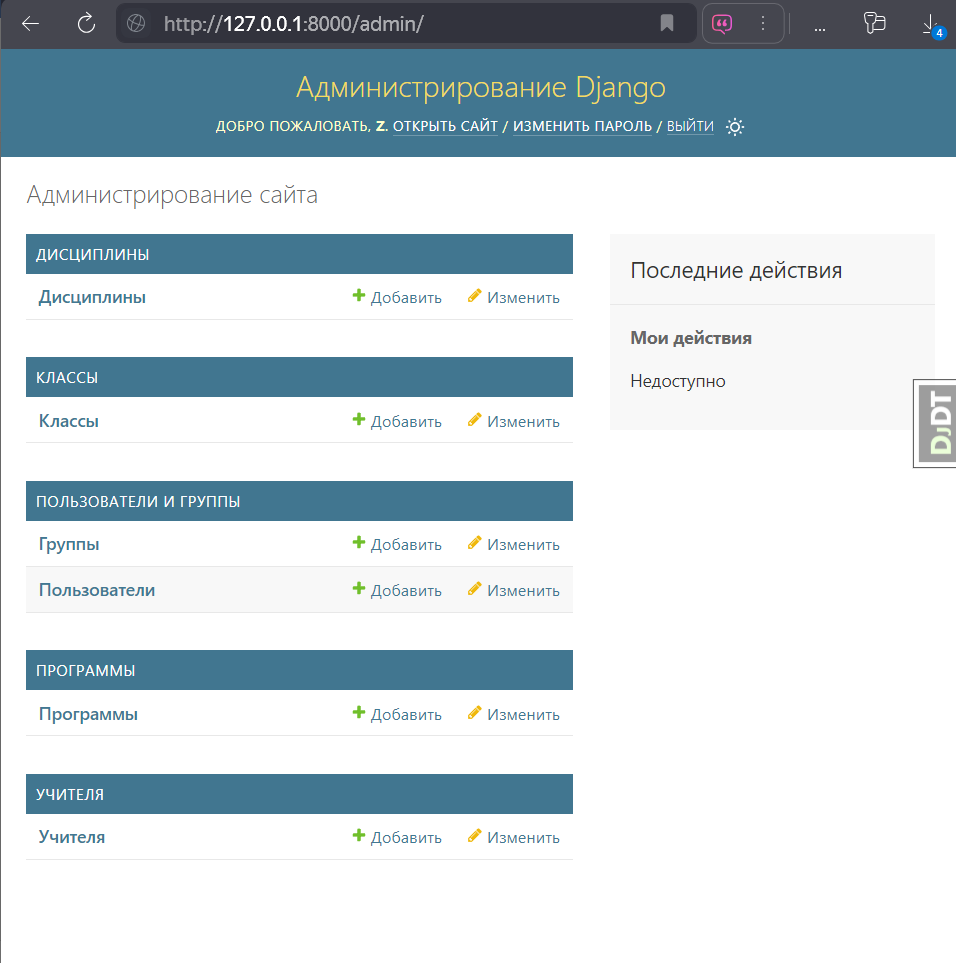 http://127.0.0.1:8000/admin/
...
4
Администрирование Django
ДОБРО ПОЖАЛОВАТЬ, Z. ОТКРЫТЬ САЙТ / ИЗМЕНИТЬ ПАРОЛЬ / ВЫЙТИ
Администрирование сайта
ДИСЦИПЛИНЫ
Дисциплины Добавить Изменить
КЛАССЫ
Классы Добавить Изменить
ПОЛЬЗОВАТЕЛИ И ГРУППЫ
Группы Добавить Изменить
Пользователи Добавить Изменить
ПРОГРАММЫ
Программы Добавить Изменить
УЧИТЕЛЯ
Учителя Добавить Изменить
Последние действия
Мои действия
Недоступно
DJDT